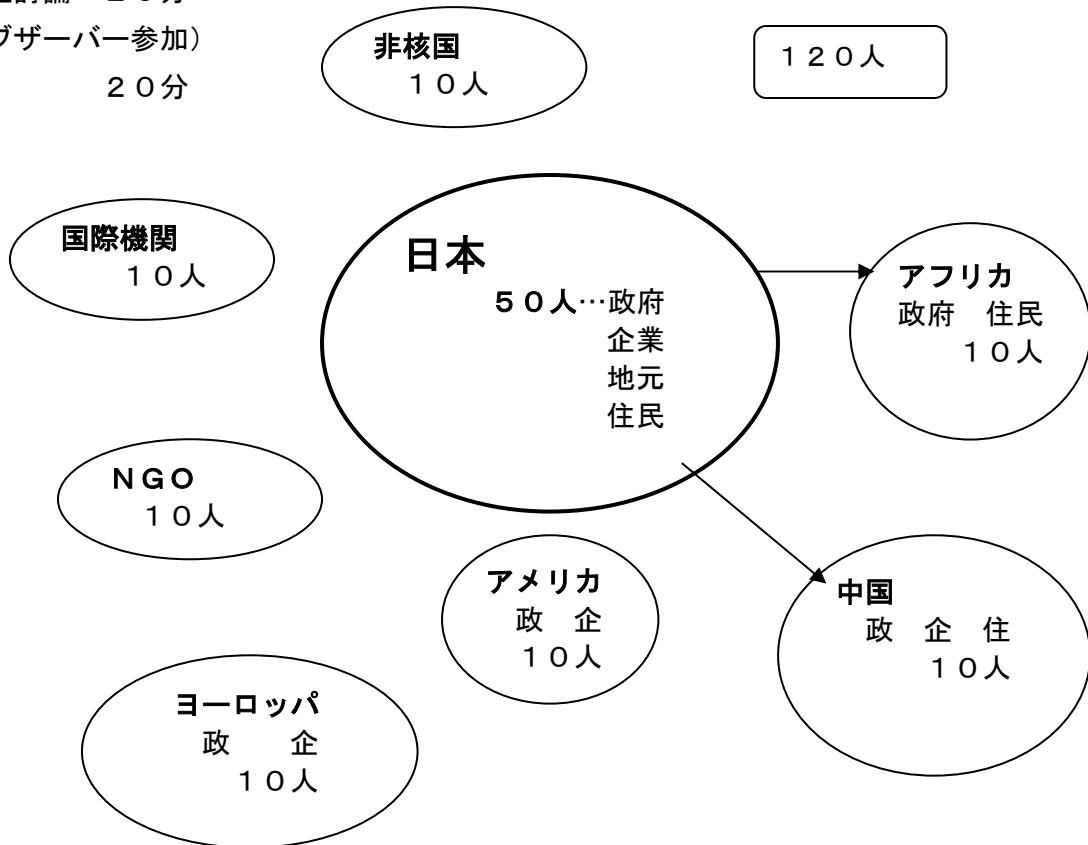 ブザーバー参加）
２０分
非核国
１０人
１２０人
国際機関
１０人
日本
５０人…政府
企業
地元
住民
アフリカ
政府　住民
１０人
ＮＧＯ
１０人
アメリカ
政　企
１０人
中国
政　企　住
１０人
ヨーロッパ
政　　企
１０人